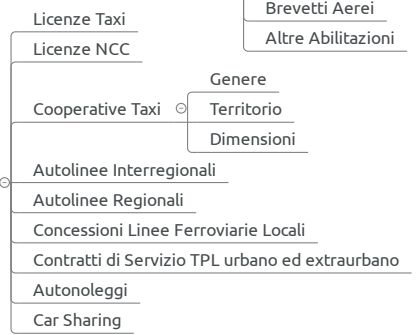 Brevetti Aerei
Altre Abilitazioni
Licenze Taxi
Licenze NCC
Cooperative Taxi
Genere
Territorio
Dimensioni
Autolinee Interregionali
Autolinee Regionali
Concessioni Linee Ferroviarie Locali
Contratti di Servizio TPL urbano ed extraurbano
Autonoleggi
Car Sharing